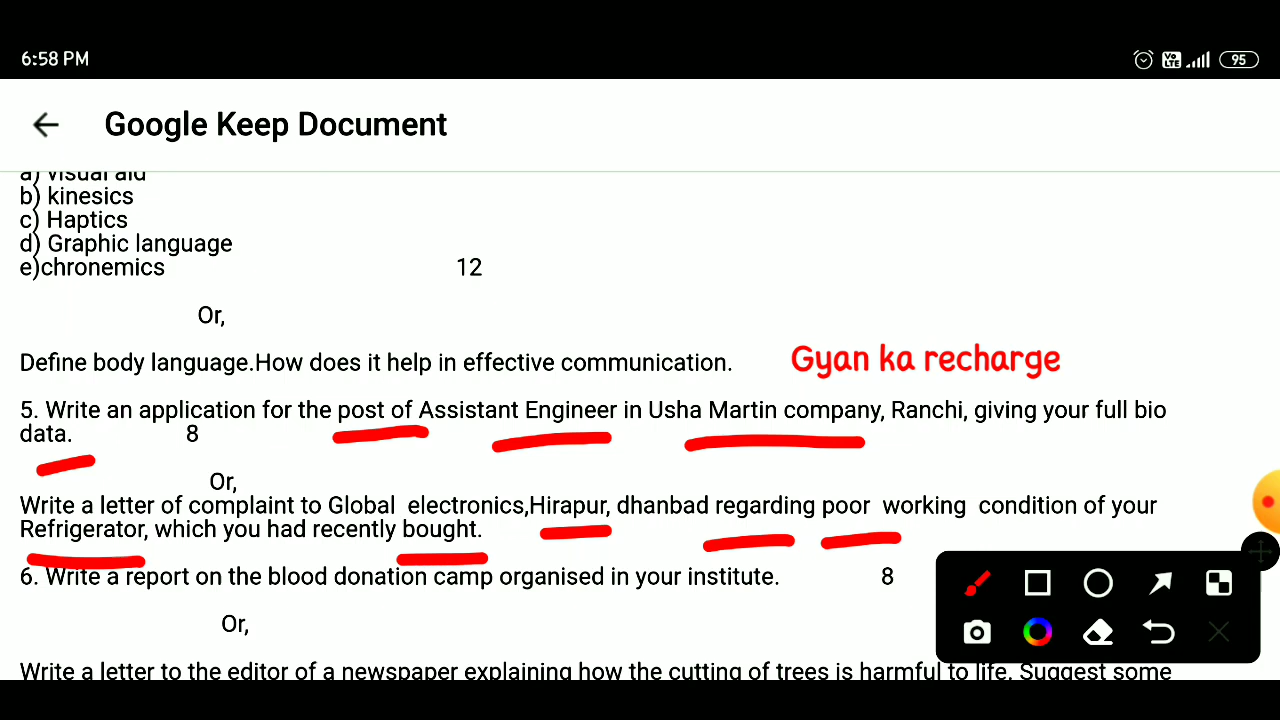 6:58 PM
Vo LTE 95
Google Keep Document
a) visual aid
b) kinesics
c) Haptics
d) Graphic language
e)chronemics 12
Or,
Define body language.How does it help in effective communication. Gyan ka recharge
5. Write an application for the post of Assistant Engineer in Usha Martin company, Ranchi, giving your full bio
data. 8
Or,
Write a letter of complaint to Global electronics,Hirapur, dhanbad regarding poor working condition of your
Refrigerator, which you had recently bought.
6. Write a report on the blood donation camp organised in your institute. 8
Or,
Write a letter to the editor of a newspaper explaining how the cutting of trees is harmful to life. Suggest some